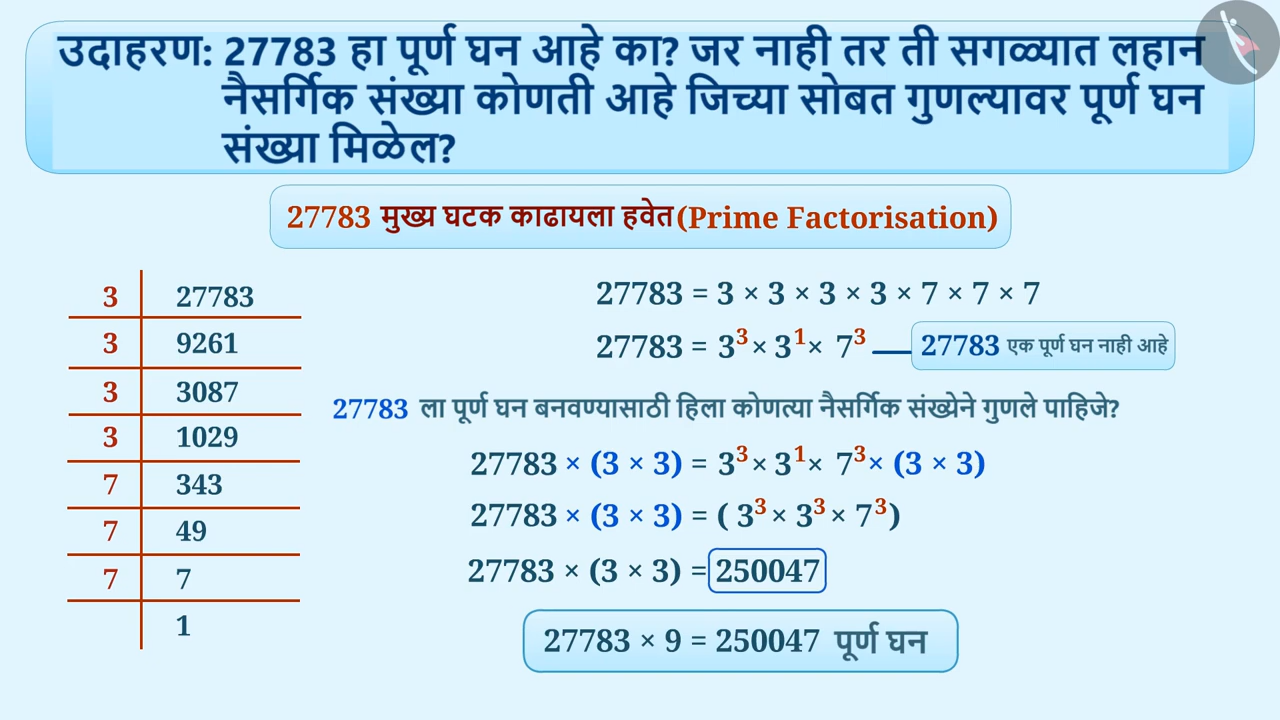 उदाहरण: 27783 हा पूर्ण घन आहे का? जर नाही तर ती सगळ्यात लहान
नैसर्गिक संख्या कोणती आहे जिच्या सोबत गुणल्यावर पूर्ण घन
संख्या मिळेल?
27783 मुख्य घटक काढायला हवेत(Prime Factorisation)
3 27783
3 9261
3 3087
3 1029
7 343
7 49
7 7
1
27783 = 3 × 3 × 3 × 3 × 7 × 7 × 7
27783 = 3³ × 3¹ × 7³ — 27783 एक पूर्ण घन नाही आहे
27783 ला पूर्ण घन बनवण्यासाठी हिला कोणत्या नैसर्गिक संख्येने गुणले पाहिजे?
27783 × (3 × 3) = 3³ × 3¹ × 7³ × (3 × 3)
27783 × (3 × 3) = ( 3³ × 3³ × 7³)
27783 × (3 × 3) = 250047
27783 × 9 = 250047 पूर्ण घन